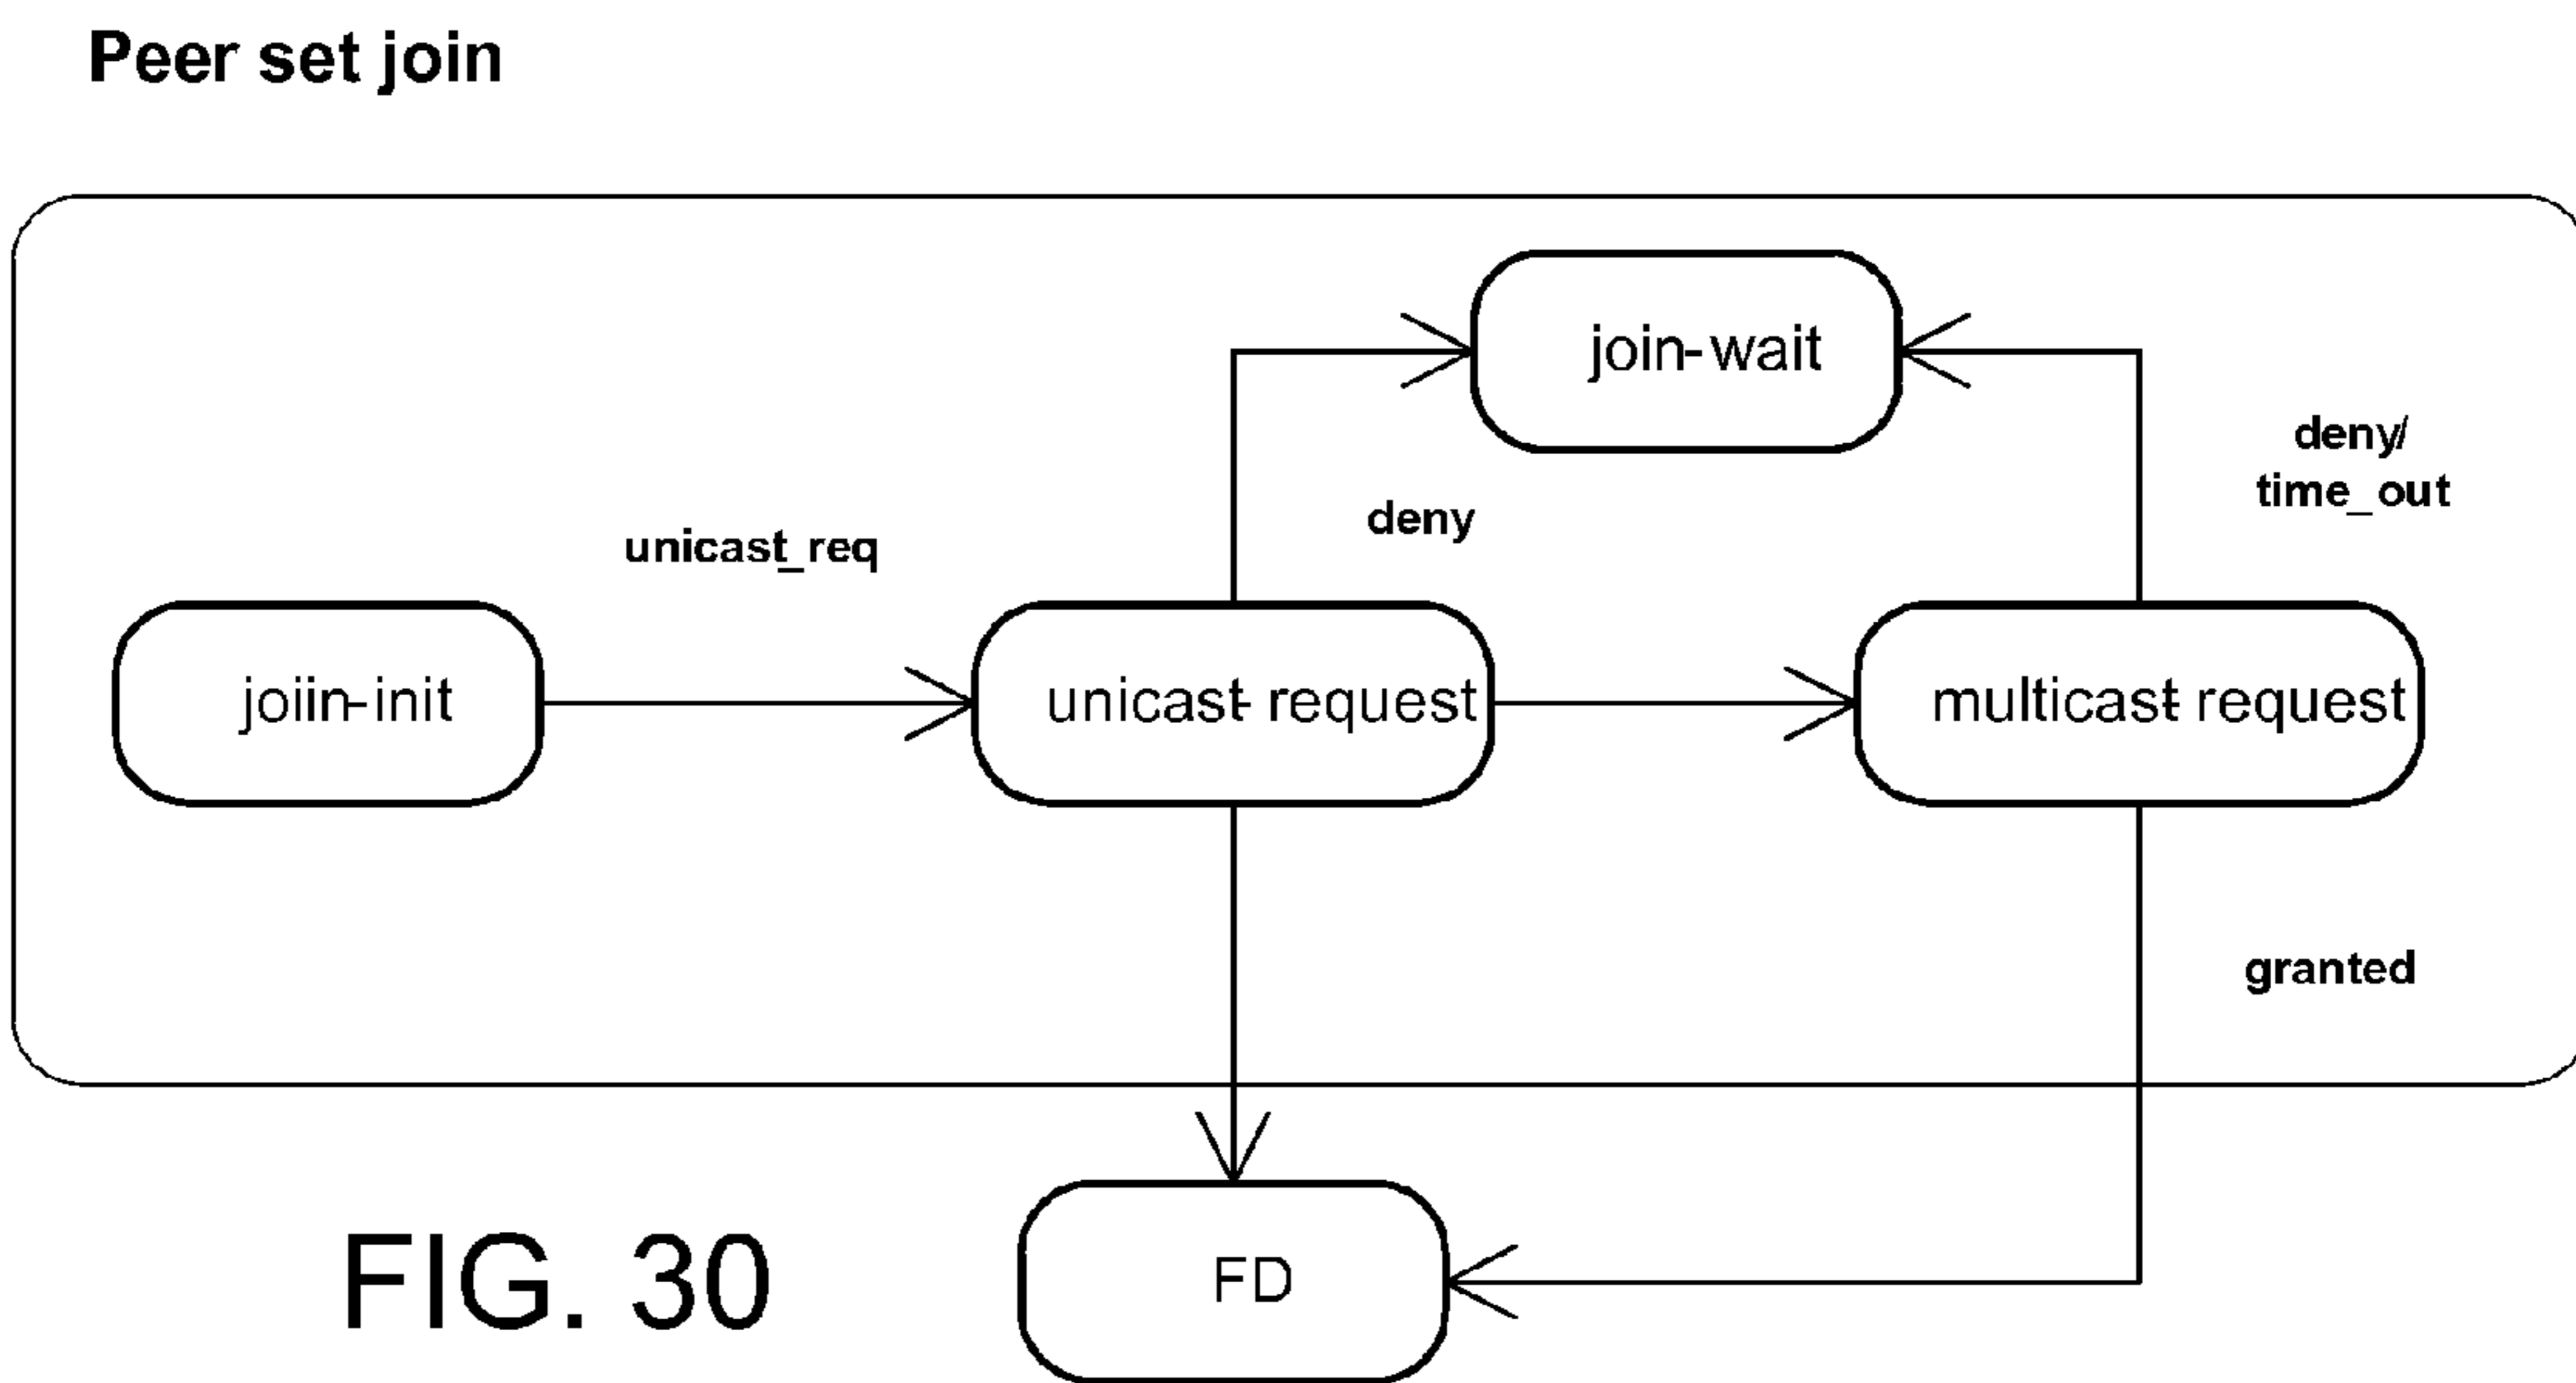 Peer set join
join-wait
deny/
time_out
deny
unicast_req
joiin-init
unicast-request
multicast-request
granted
FD
FIG. 30